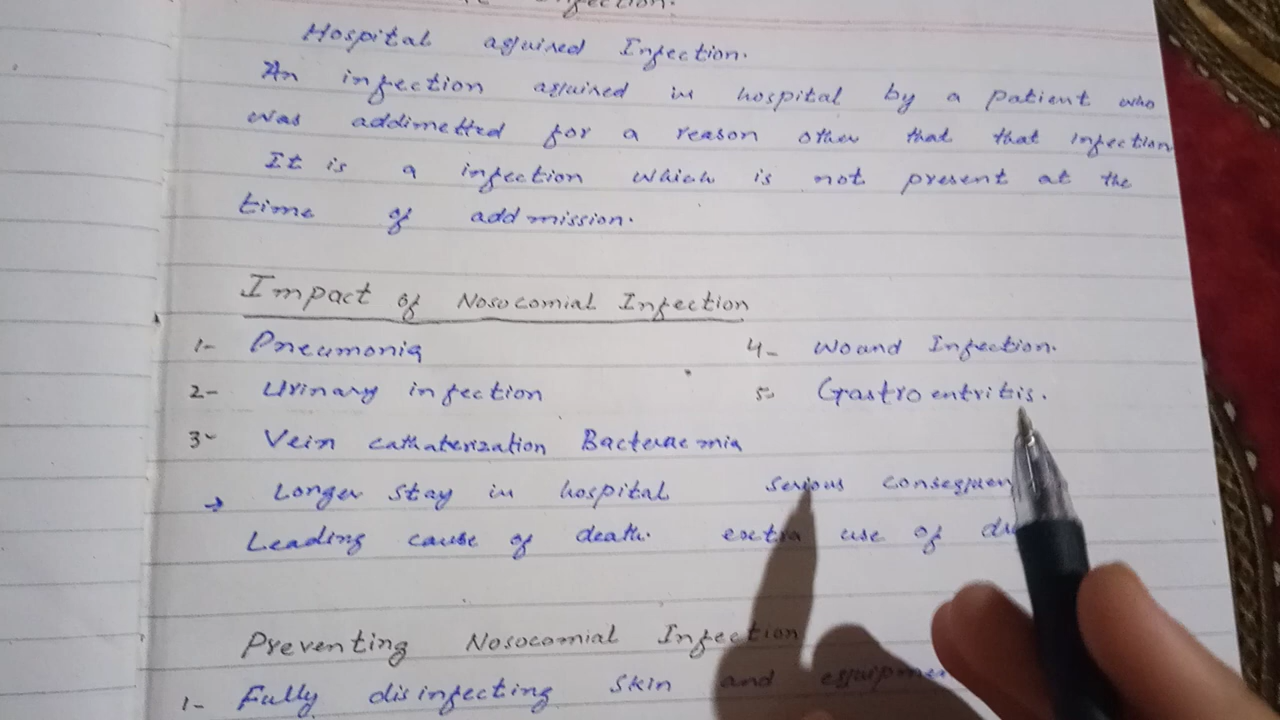 Infection.
Hospital aquired Infection.
An infection aquired in hospital by a patient who
was addimetted for a reason other that that infection
It is a infection which is not present at the
time of addmission.
Impact of Nosocomial Infection
1- Pneumonia
2- Urinary infection
3- Vein cathaterization Bacteraemia
4- Wound Infection.
5- Gastroentritis.
→ Longer stay in hospital serious
Leading cause of death. extra use of
Preventing Nosocomial Infection
1- Fully disinfecting skin and